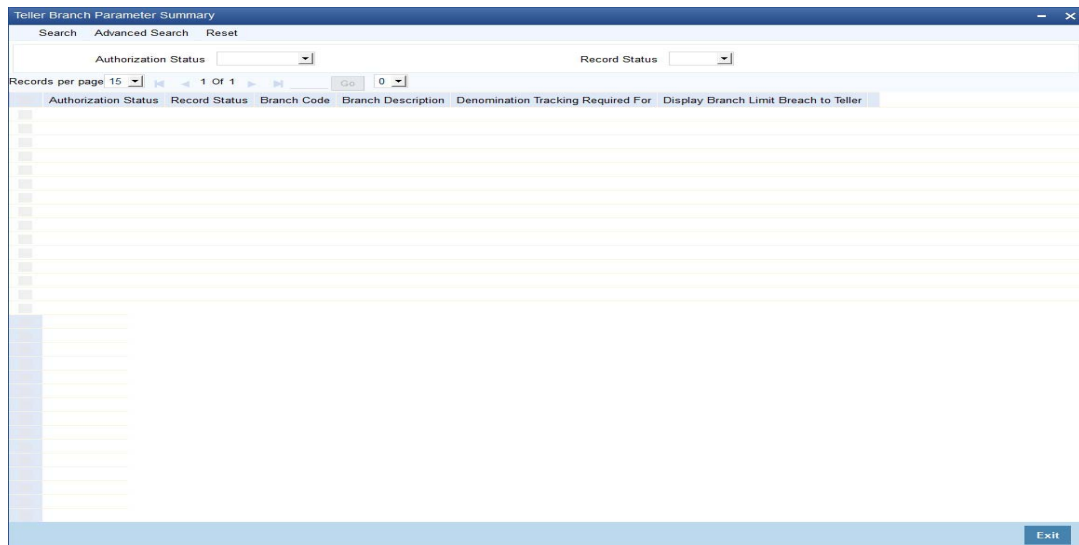 Teller Branch Parameter Summary
Search Advanced Search Reset
Authorization Status Record Status
Records per page 15 1 Of 1 Go 0
Authorization Status Record Status Branch Code Branch Description Denomination Tracking Required For Display Branch Limit Breach to Teller
Exit